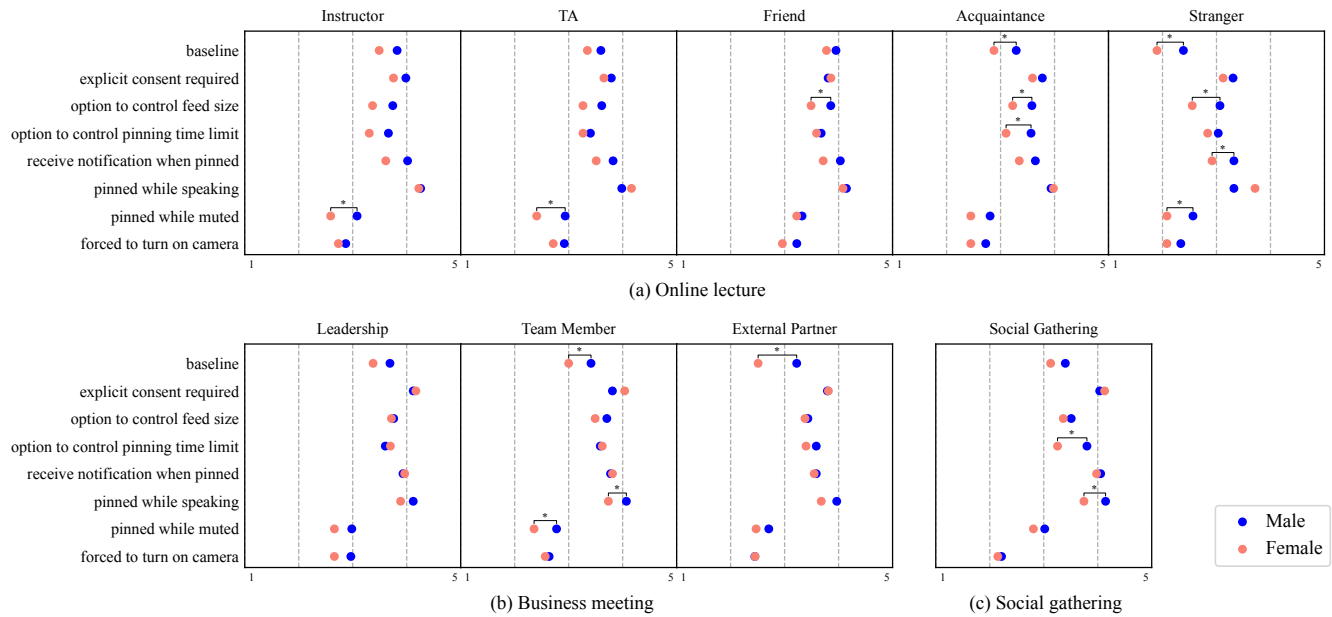 Instructor TA Friend Acquaintance Stranger
baseline * *
explicit consent required
option to control feed size * * *
option to control pinning time limit *
receive notification when pinned *
pinned while speaking
pinned while muted * * *
forced to turn on camera
1 5 1 5 1 5 1 5 1 5
(a) Online lecture
Leadership Team Member External Partner Social Gathering
baseline * *
explicit consent required
option to control feed size
option to control pinning time limit *
receive notification when pinned
pinned while speaking * *
pinned while muted *
forced to turn on camera
1 5 1 5 1 5 1 5
(b) Business meeting (c) Social gathering
Male
Female